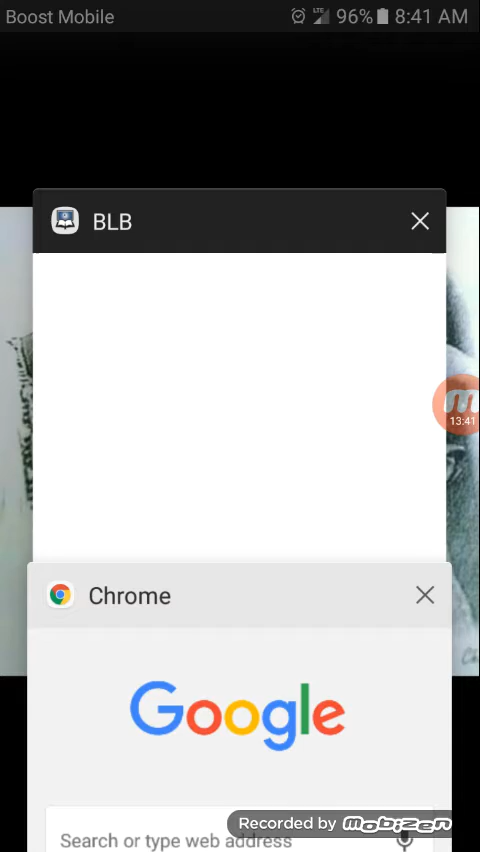 Boost Mobile LTE 96% 8:41 AM
BLB
13:41
Chrome
Google
Search or type web address
Recorded by mobizen